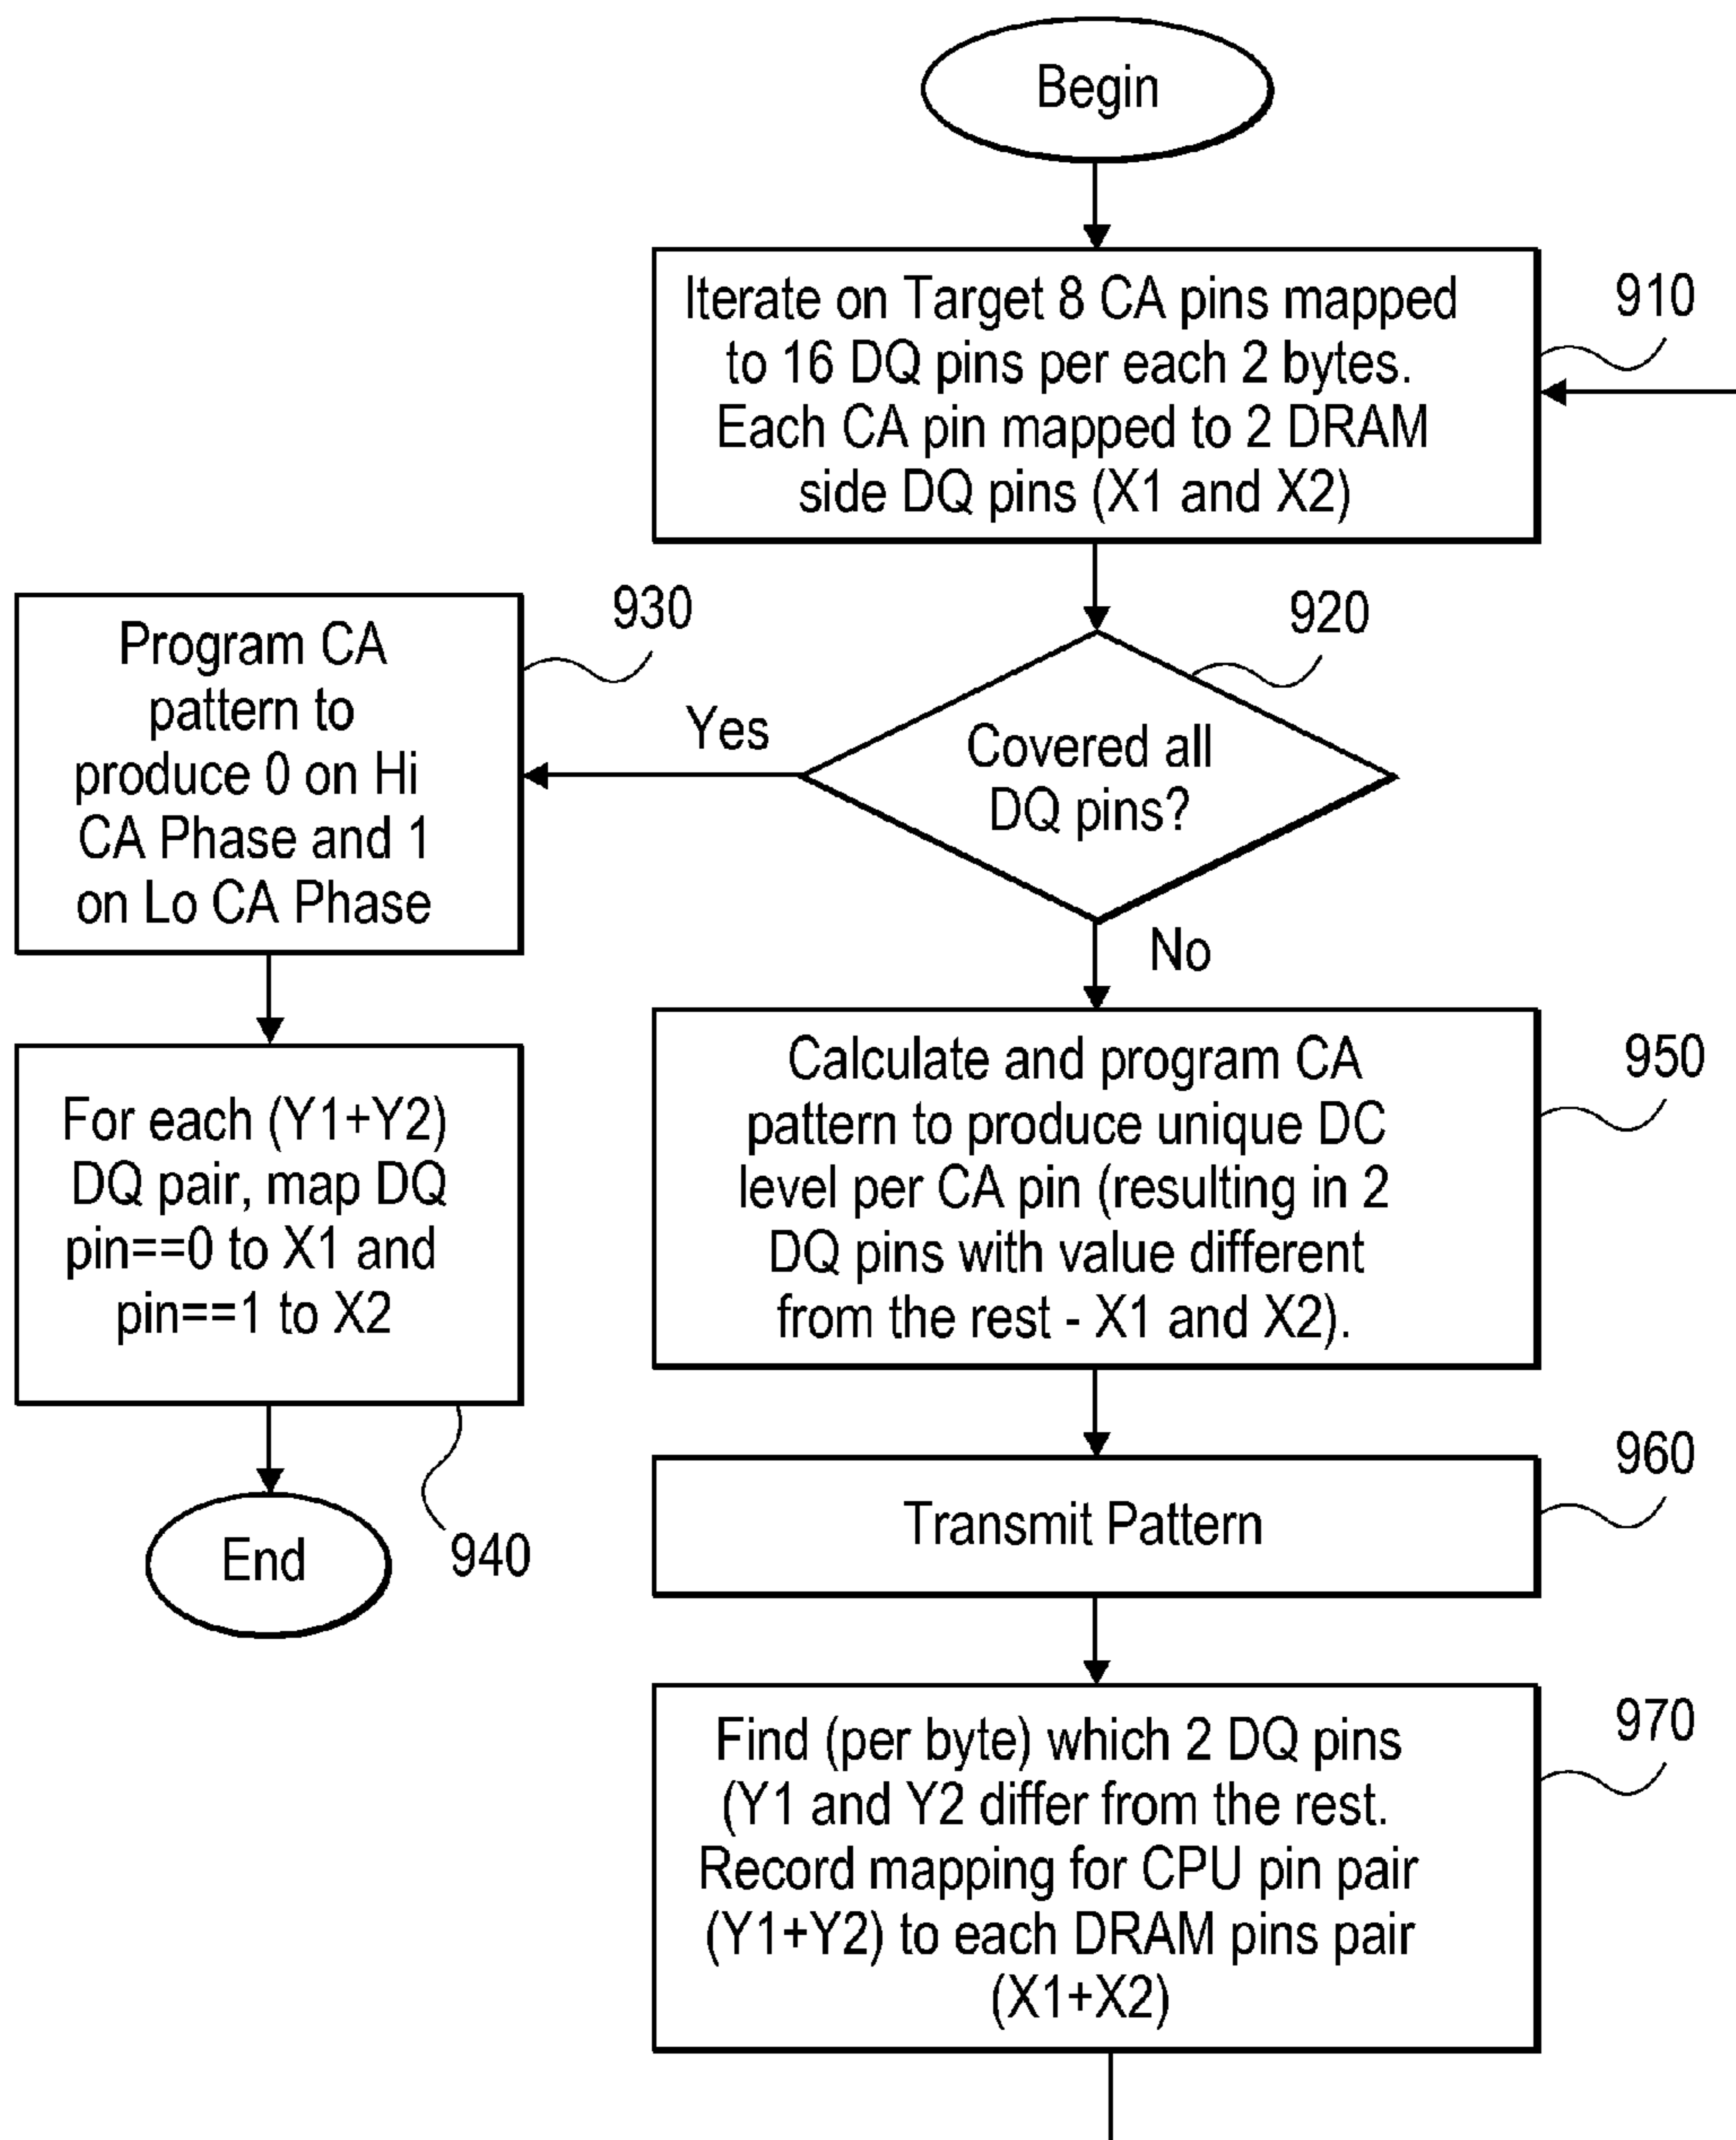 Begin
Iterate on Target 8 CA pins mapped
to 16 DQ pins per each 2 bytes.
Each CA pin mapped to 2 DRAM
side DQ pins (X1 and X2)
910
920
Covered all
DQ pins?
Yes
No
930
Program CA
pattern to
produce 0 on Hi
CA Phase and 1
on Lo CA Phase
For each (Y1+Y2)
DQ pair, map DQ
pin==0 to X1 and
pin==1 to X2
940
End
Calculate and program CA
pattern to produce unique DC
level per CA pin (resulting in 2
DQ pins with value different
from the rest - X1 and X2).
950
Transmit Pattern
960
Find (per byte) which 2 DQ pins
(Y1 and Y2 differ from the rest.
Record mapping for CPU pin pair
(Y1+Y2) to each DRAM pins pair
(X1+X2)
970